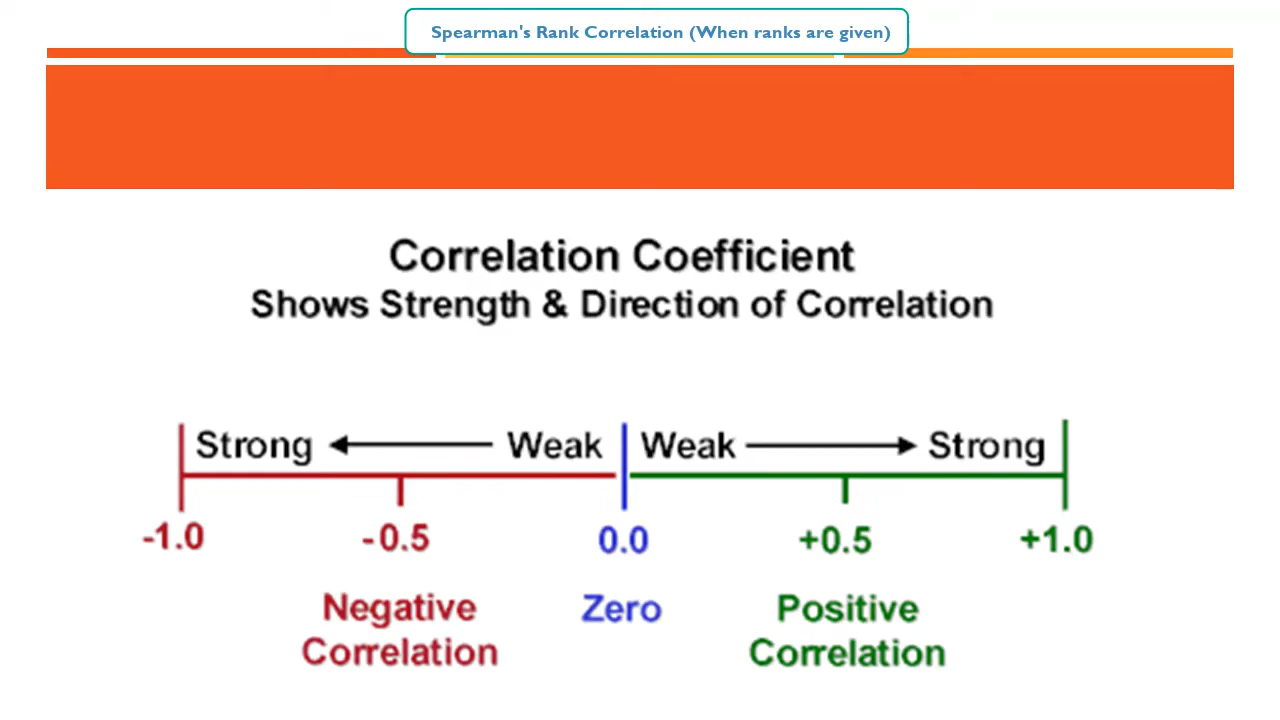 Spearman's Rank Correlation (When ranks are given)
Correlation Coefficient
Shows Strength & Direction of Correlation
Strong Weak Weak Strong
-1.0 -0.5 0.0 +0.5 +1.0
Negative Zero Positive
Correlation Correlation